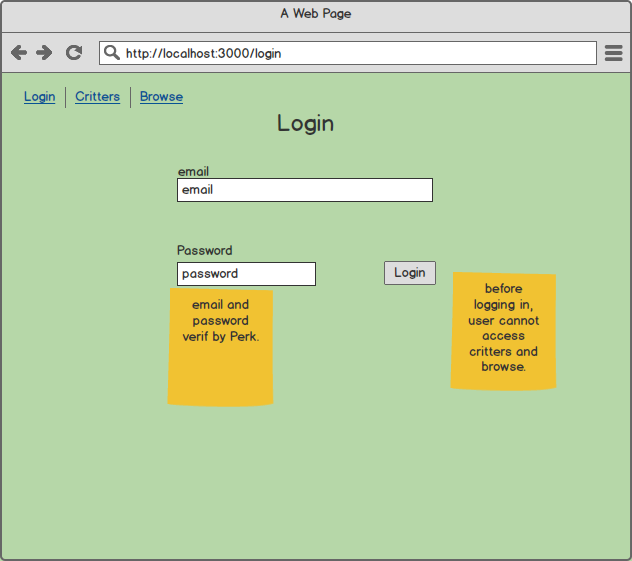 A Web Page
http://localhost:3000/login
Login Critters Browse
Login
email
email
Password
password
Login
email and
password
verif by Perk.
before
logging in,
user cannot
access
critters and
browse.